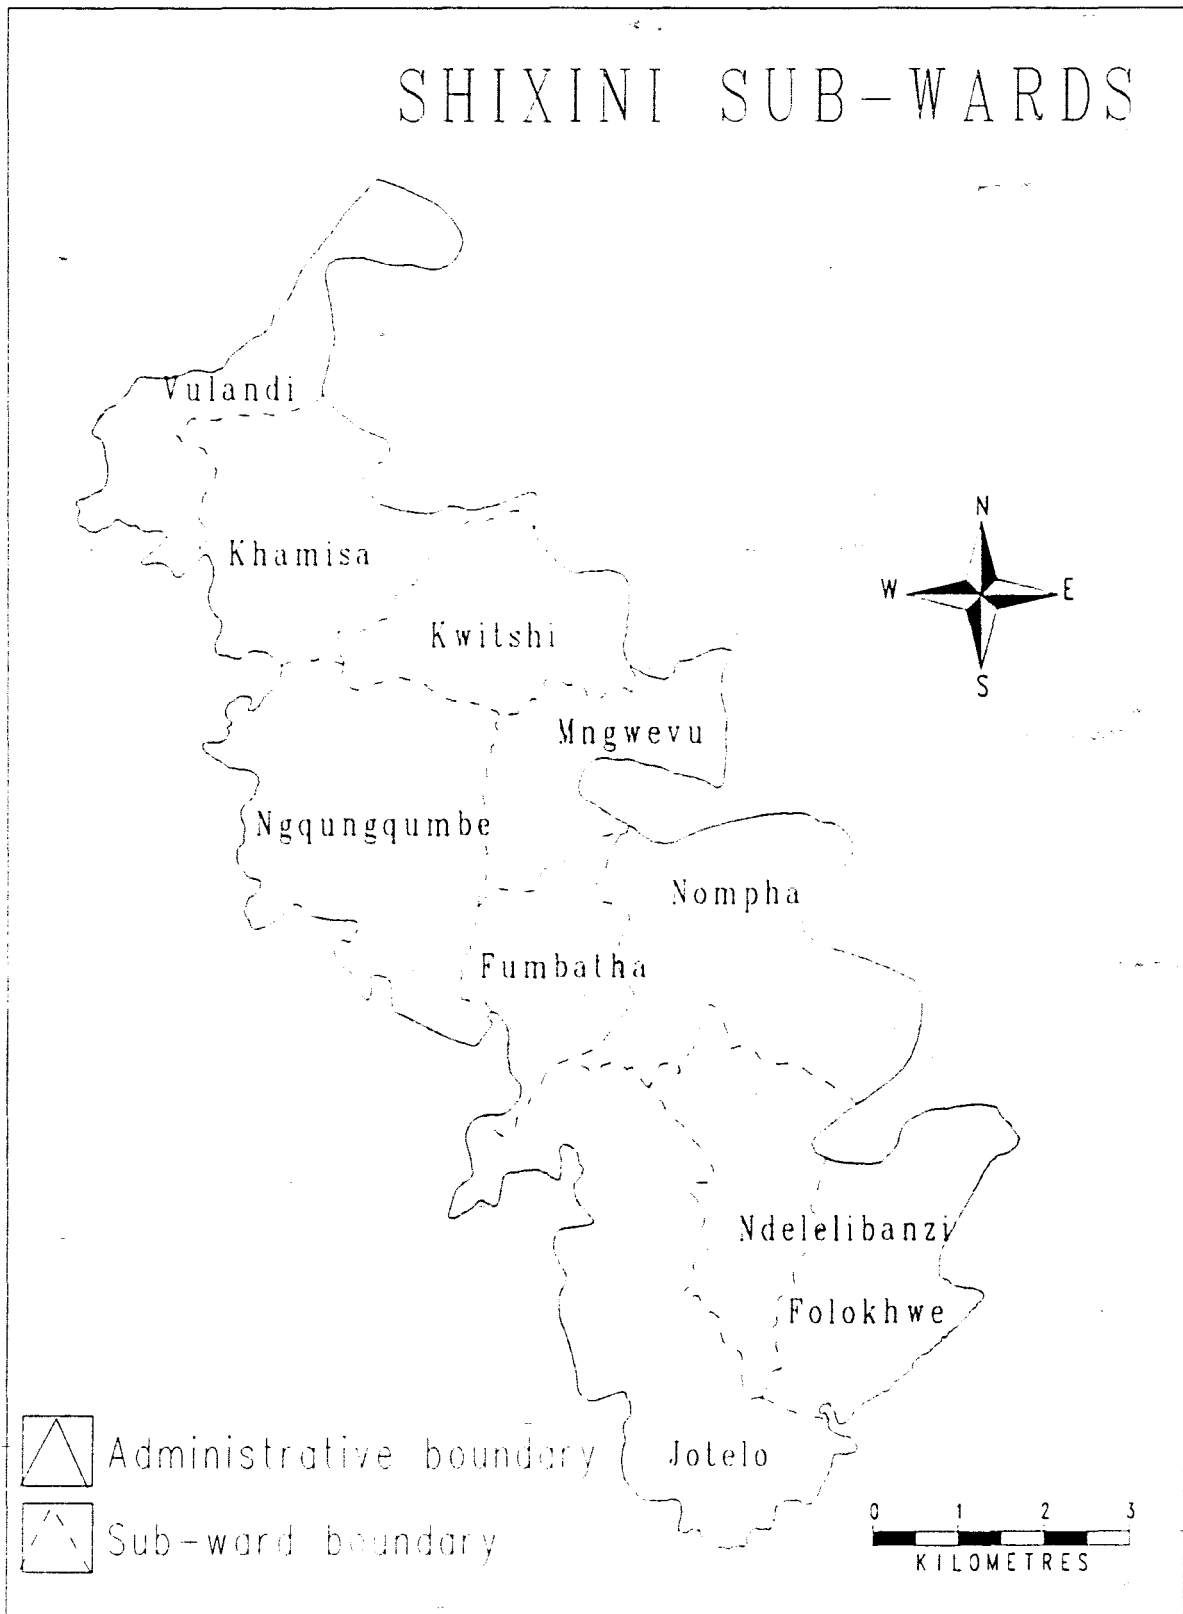 SHIXINI SUB-WARDS
Vulandi
Khamisa
Kwitshi
Mngwevu
Ngqungqumbe
Nompha
Fumbatha
Ndelelibanzi
Folokhwe
Jotelo
N
W E
S
Administrative boundary
Sub-ward boundary
0 1 2 3
KILOMETRES